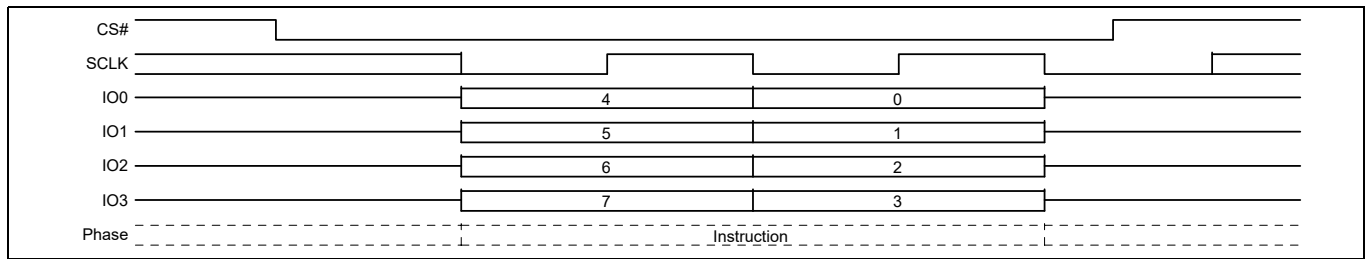 CS#
SCLK
IO0 4 0
IO1 5 1
IO2 6 2
IO3 7 3
Phase Instruction